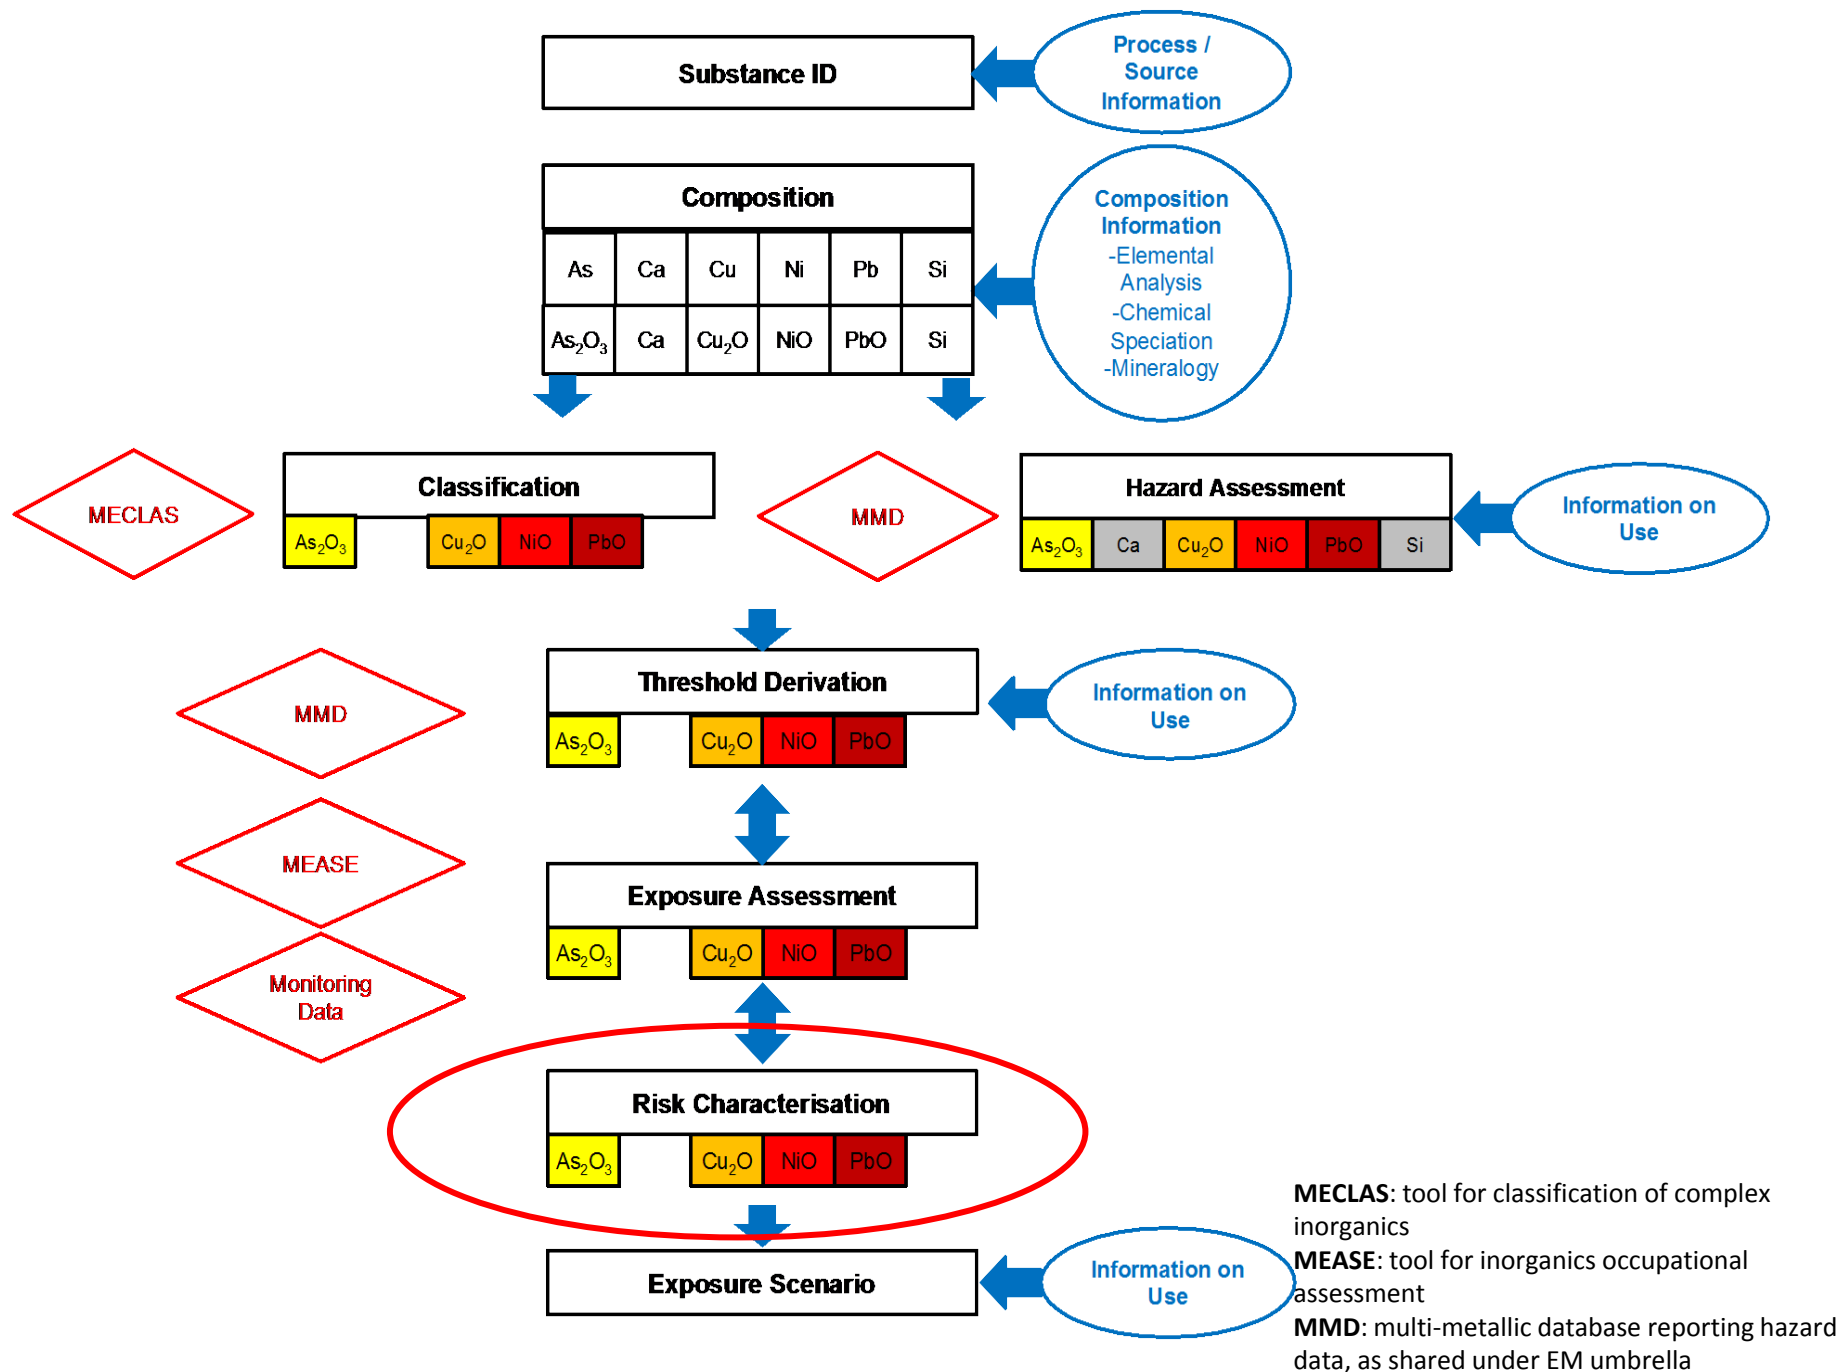 Substance ID
Process /
Source
Information
Composition
As Ca Cu Ni Pb Si
As₂O₃ Ca Cu₂O NiO PbO Si
Composition
Information
-Elemental
Analysis
-Chemical
Speciation
-Mineralogy
MECLAS
Classification
As₂O₃ Cu₂O NiO PbO
MMD
Hazard Assessment
As₂O₃ Ca Cu₂O NiO PbO Si
Information on
Use
MMD
Threshold Derivation
As₂O₃ Cu₂O NiO PbO
Information on
Use
MEASE
Exposure Assessment
As₂O₃ Cu₂O NiO PbO
Monitoring
Data
Risk Characterisation
As₂O₃ Cu₂O NiO PbO
Exposure Scenario
Information on
Use
MECLAS: tool for classification of complex
inorganics
MEASE: tool for inorganics occupational
assessment
MMD: multi-metallic database reporting hazard
data, as shared under EM umbrella